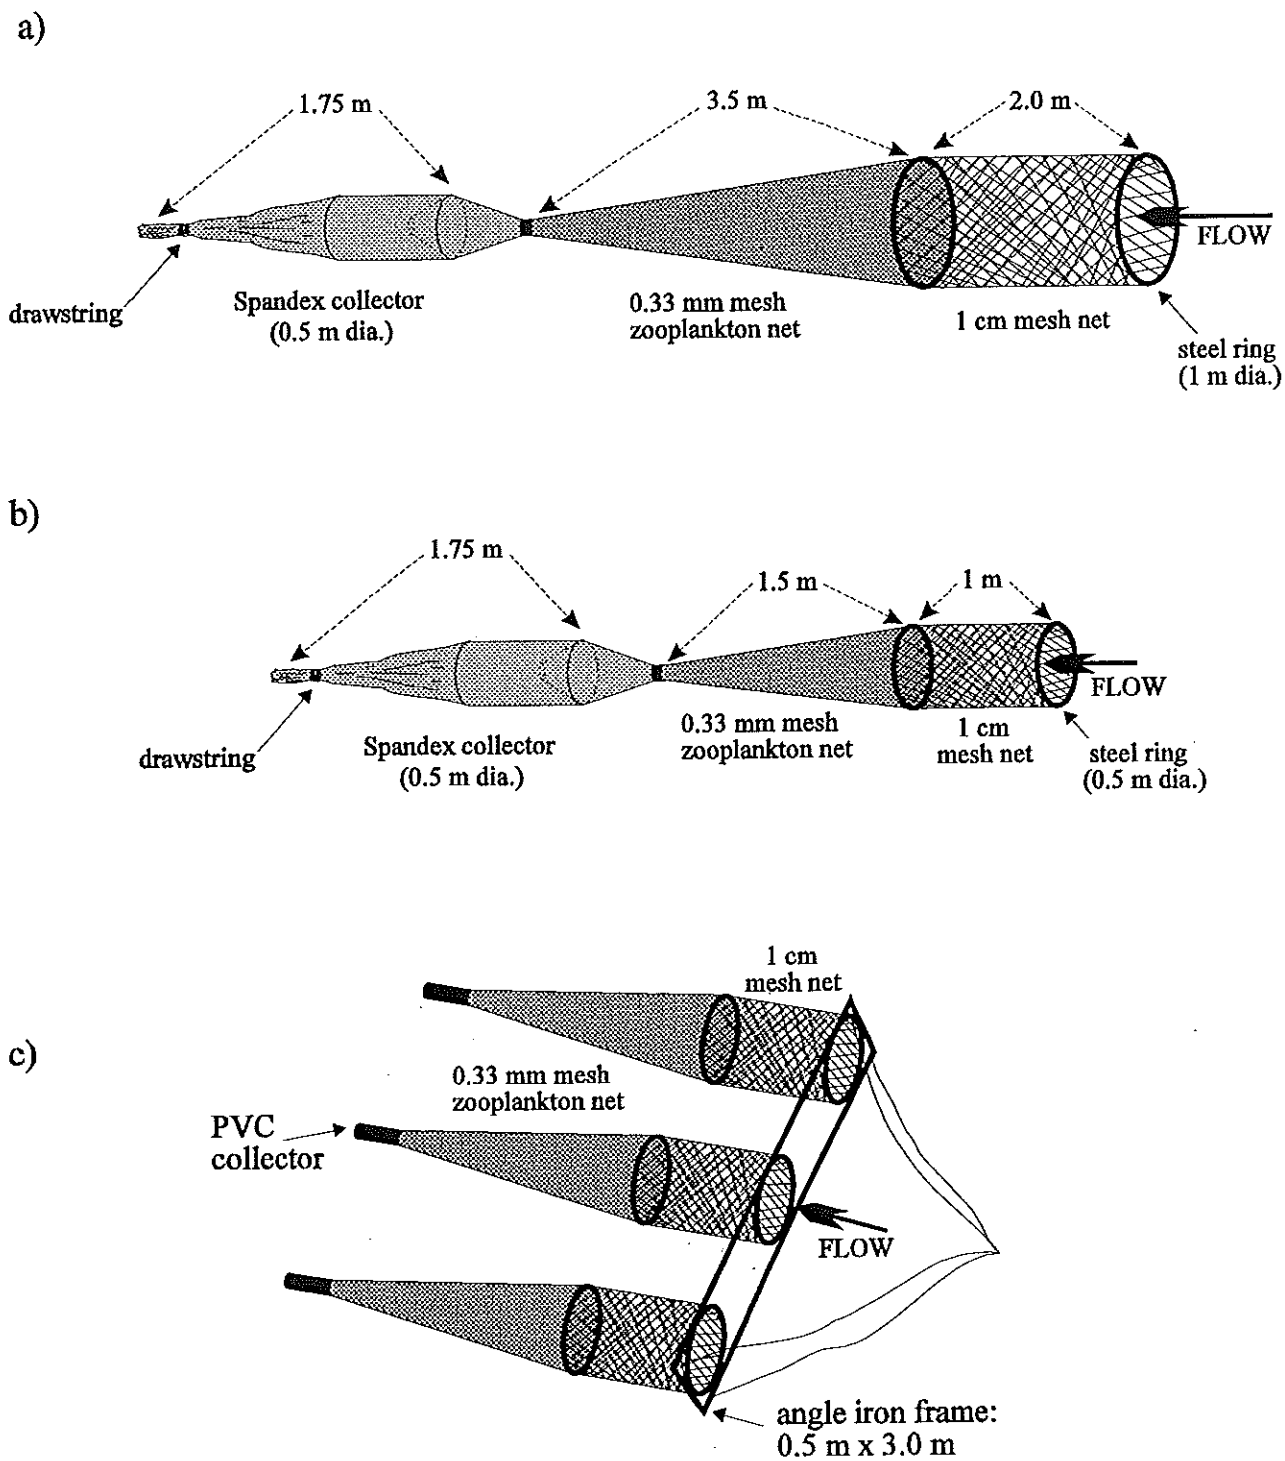 a)
1.75 m
3.5 m
2.0 m
FLOW
drawstring
Spandex collector
(0.5 m dia.)
0.33 mm mesh
zooplankton net
1 cm mesh net
steel ring
(1 m dia.)
b)
1.75 m
1.5 m
1 m
FLOW
drawstring
Spandex collector
(0.5 m dia.)
0.33 mm mesh
zooplankton net
1 cm
mesh net
steel ring
(0.5 m dia.)
c)
1 cm
mesh net
0.33 mm mesh
zooplankton net
PVC
collector
FLOW
angle iron frame:
0.5 m x 3.0 m